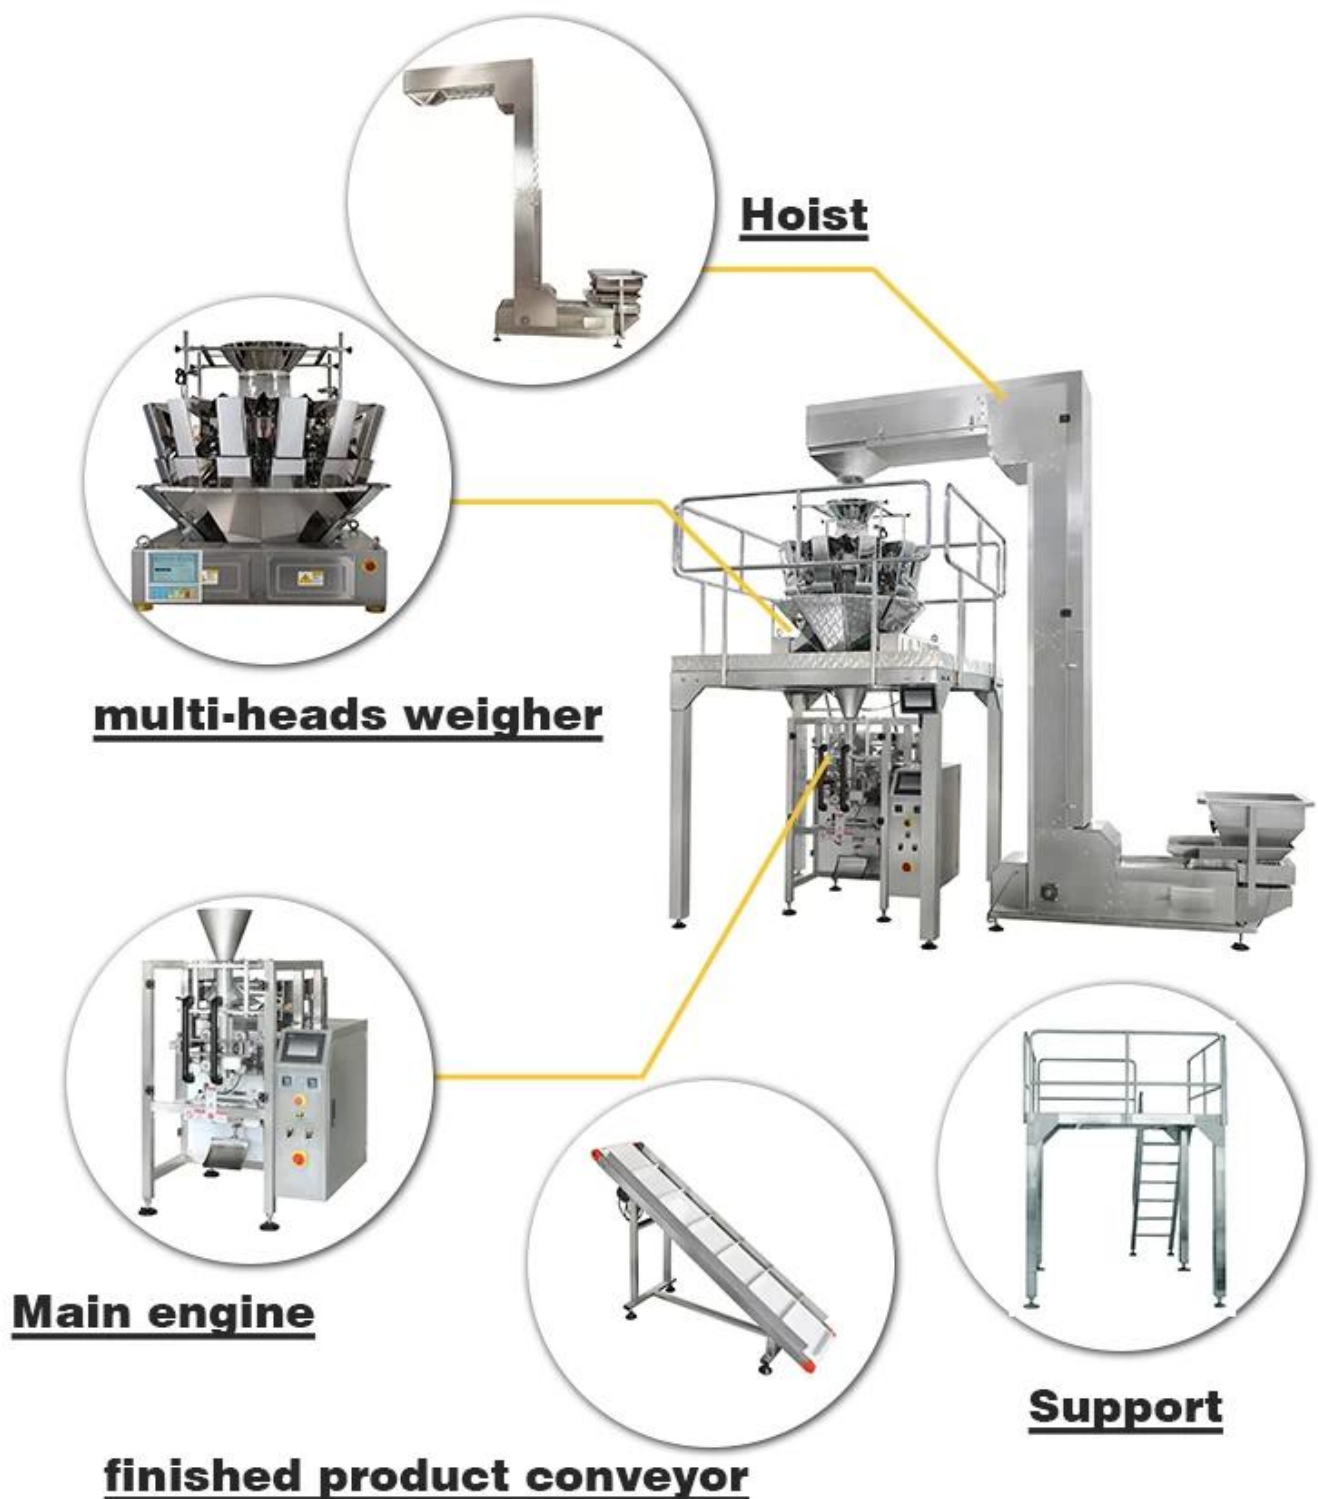 Hoist
multi-heads weigher
Main engine
Support
finished product conveyor